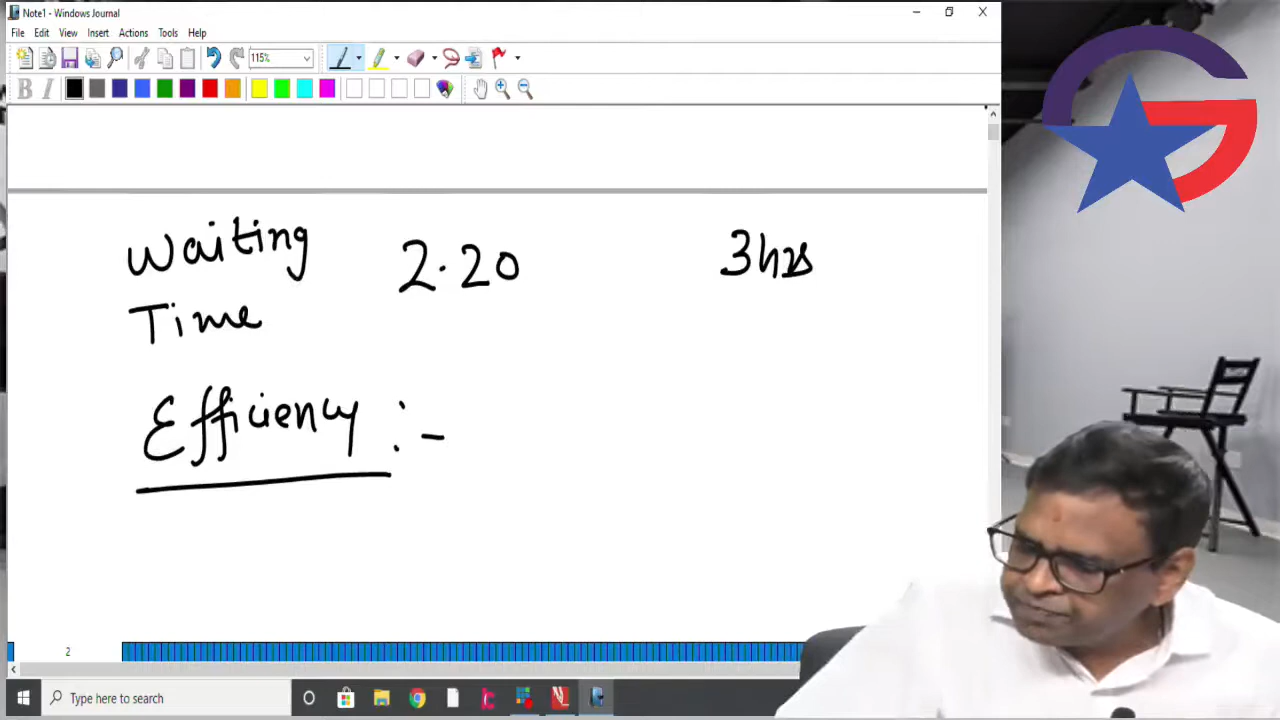 Note1 - Windows Journal
File Edit View Insert Actions Tools Help
115%
B I
Waiting 2.20 3hrs
Time
Efficiency :-
2
Type here to search